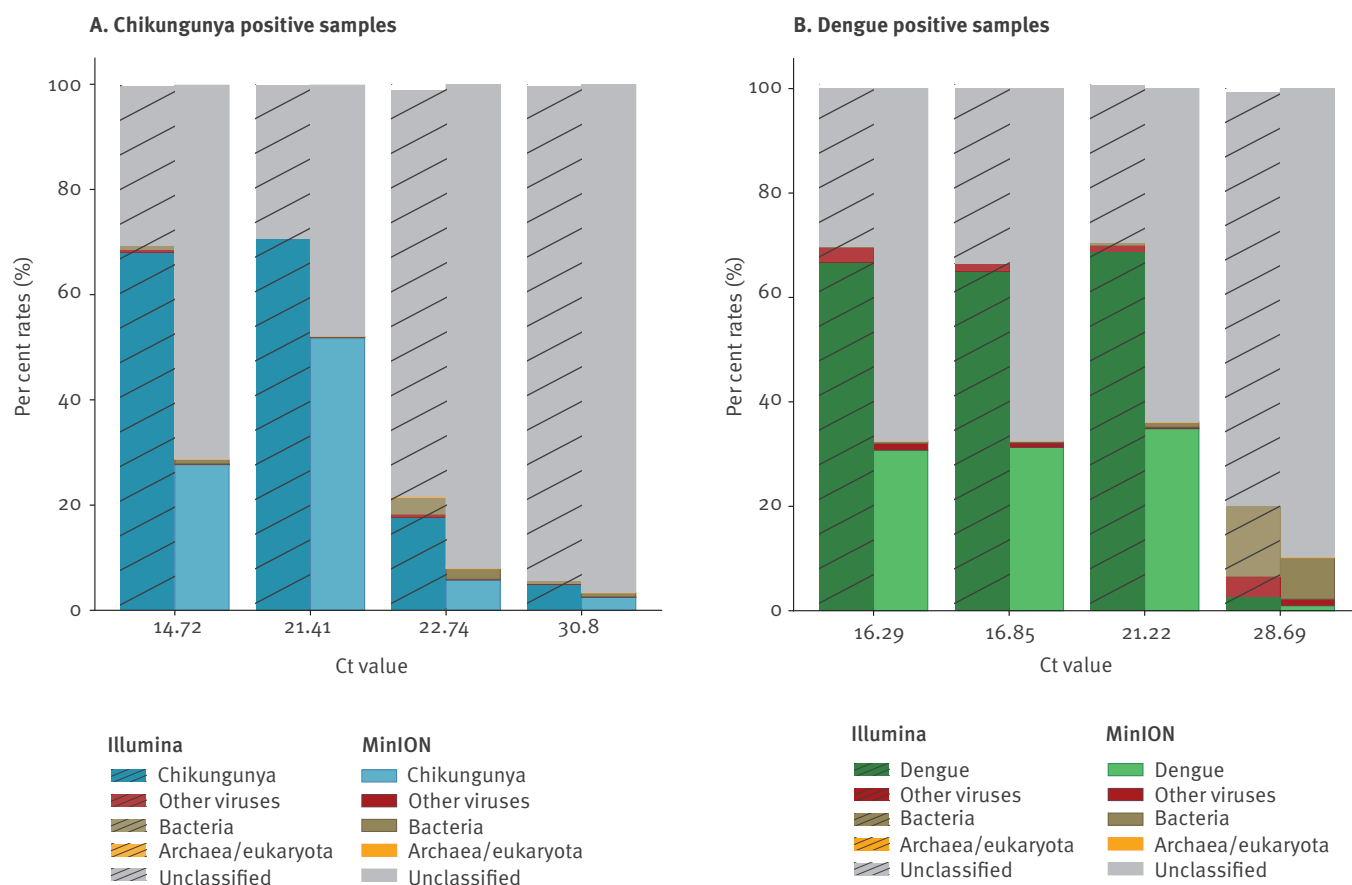 A. Chikungunya positive samples
Per cent rates (%)
100
80
60
40
20
0
14.72 21.41 22.74 30.8
Ct value
Illumina MinION
Chikungunya Chikungunya
Other viruses Other viruses
Bacteria Bacteria
Archaea/eukaryota Archaea/eukaryota
Unclassified Unclassified
B. Dengue positive samples
Per cent rates (%)
100
80
60
40
20
0
16.29 16.85 21.22 28.69
Ct value
Illumina MinION
Dengue Dengue
Other viruses Other viruses
Bacteria Bacteria
Archaea/eukaryota Archaea/eukaryota
Unclassified Unclassified